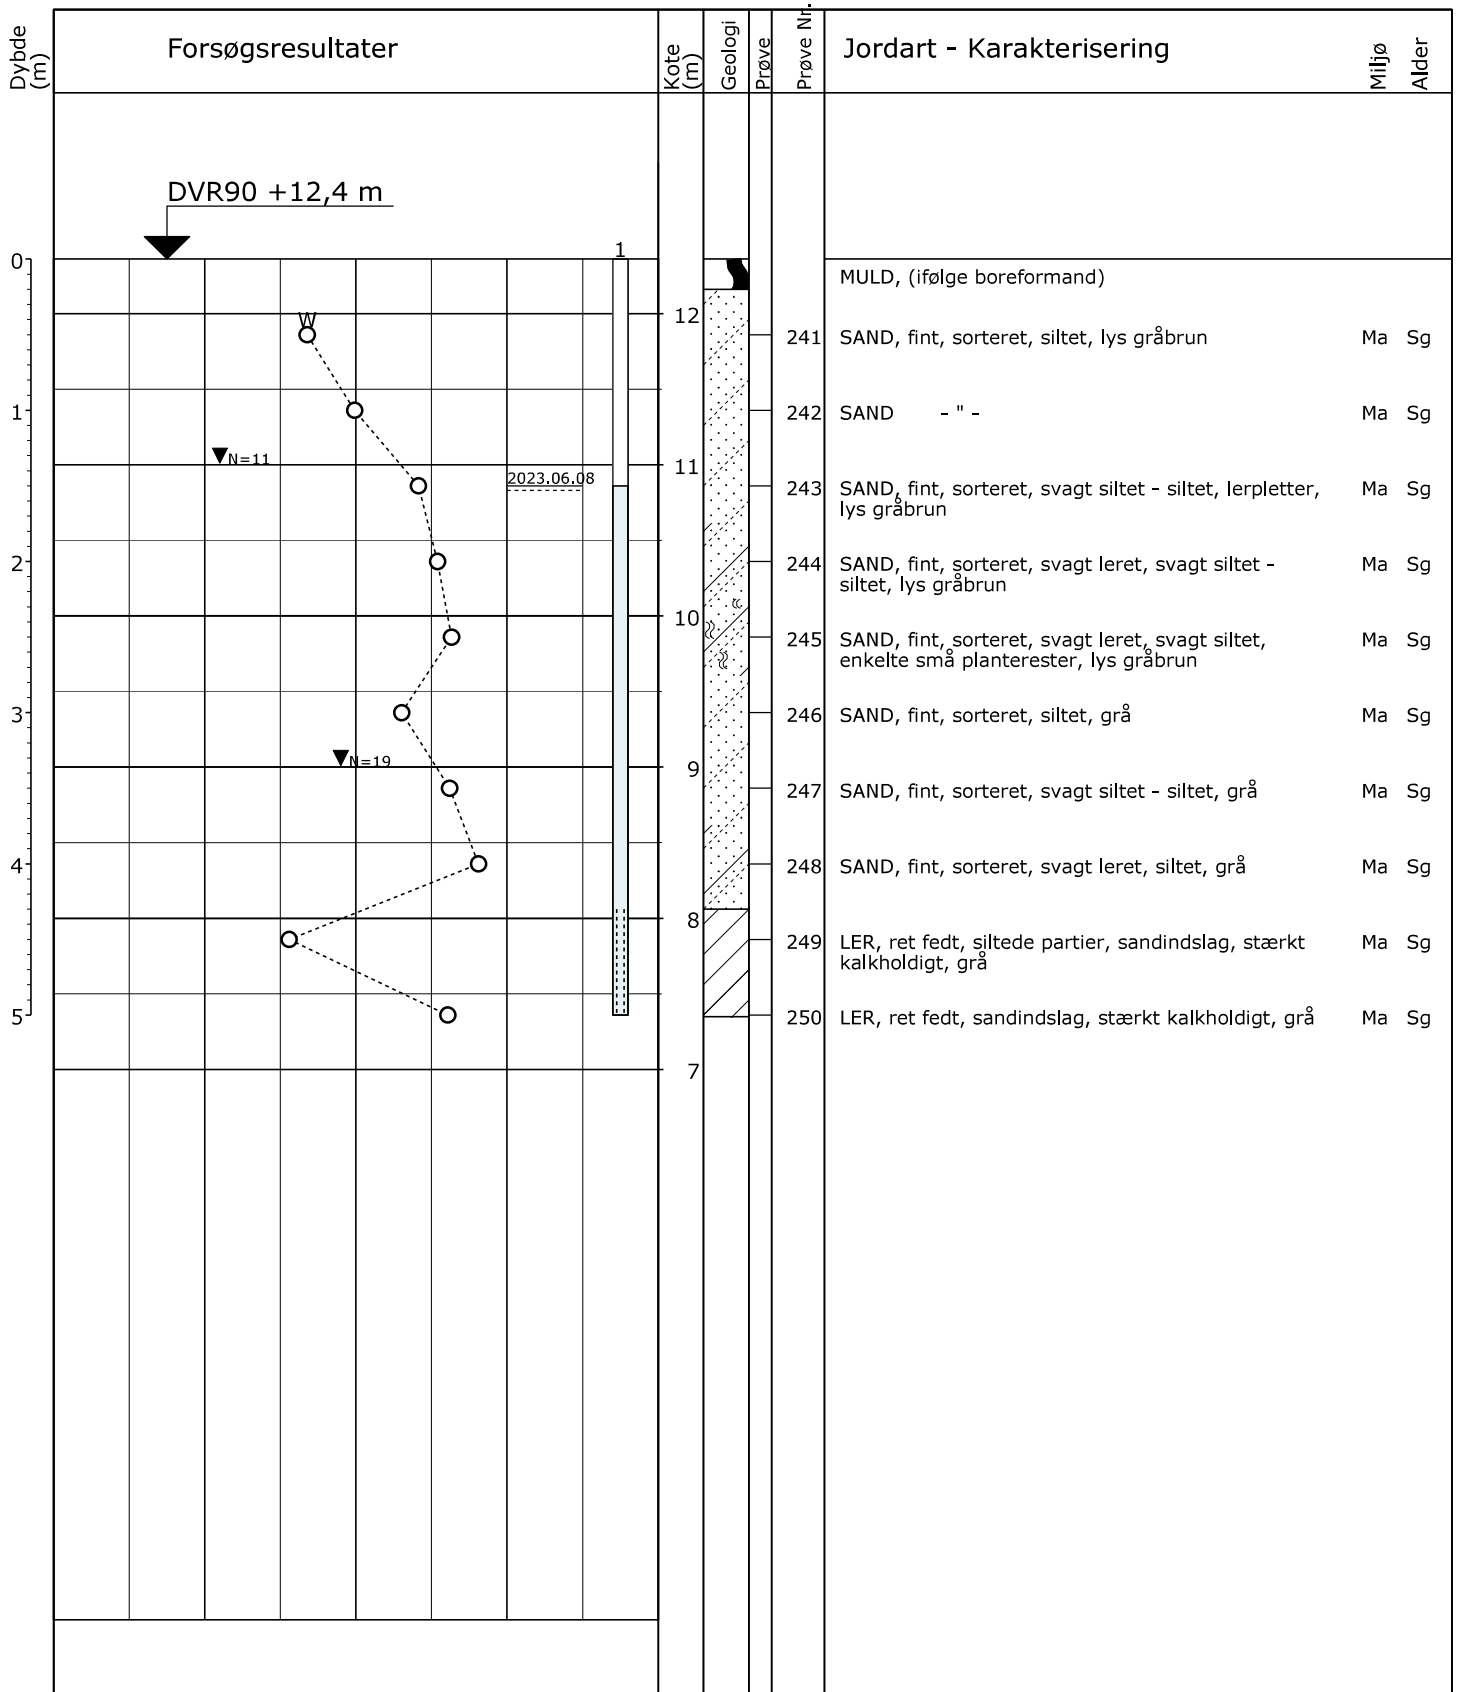 Dybde
(m)
Forsøgsresultater
Kote
(m)
Geologi
Prøve
Prøve Nr.
Jordart - Karakterisering
Miljø
Alder
DVR90 +12,4 m
0
1
MULD, (ifølge boreformand)
W
12
241 SAND, fint, sorteret, siltet, lys gråbrun Ma Sg
1
242 SAND - " - Ma Sg
N=11
11
2023.06.08
243 SAND, fint, sorteret, svagt siltet - siltet, lerpletter, Ma Sg
lys gråbrun
2
244 SAND, fint, sorteret, svagt leret, svagt siltet - Ma Sg
siltet, lys gråbrun
10
245 SAND, fint, sorteret, svagt leret, svagt siltet, Ma Sg
enkelte små planterester, lys gråbrun
3
246 SAND, fint, sorteret, siltet, grå Ma Sg
N=19
9
247 SAND, fint, sorteret, svagt siltet - siltet, grå Ma Sg
4
248 SAND, fint, sorteret, svagt leret, siltet, grå Ma Sg
8
249 LER, ret fedt, siltede partier, sandindslag, stærkt Ma Sg
kalkholdigt, grå
5
250 LER, ret fedt, sandindslag, stærkt kalkholdigt, grå Ma Sg
7